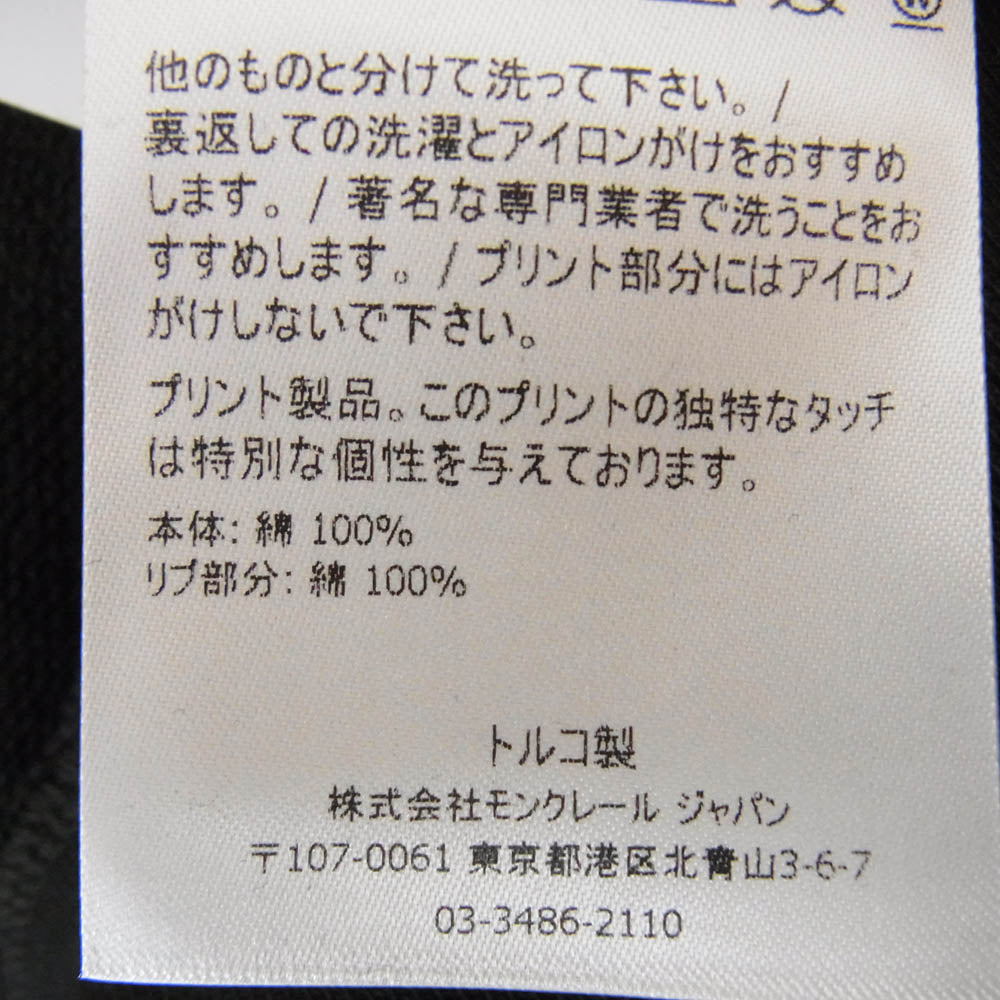 他のものと分けて洗って下さい。/
裏返しての洗濯とアイロンがけをおすすめ
します。/ 著名な専門業者で洗うことをお
すすめします。/ プリント部分にはアイロン
がけしないで下さい。
プリント製品。このプリントの独特なタッチ
は特別な個性を与えております。
本体: 綿 100%
リブ部分: 綿 100%
トルコ製
株式会社モンクレール ジャパン
〒107-0061 東京都港区北青山3-6-7
03-3486-2110